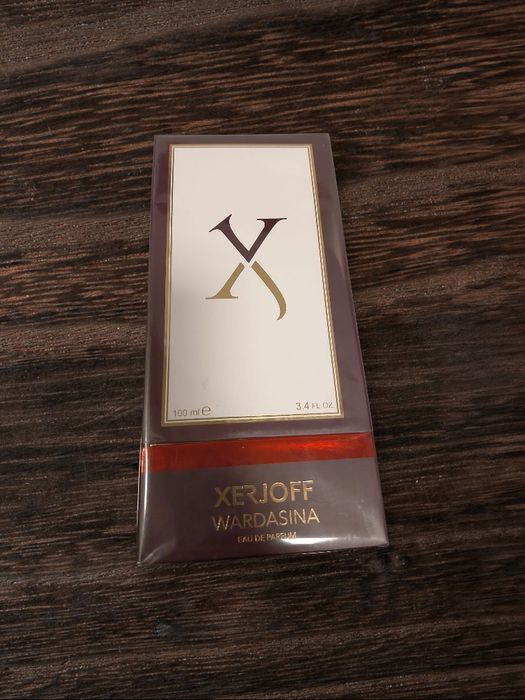 100 ml e 3.4 FL OZ.
XERJOFF
WARDASINA
EAU DE PARFUM